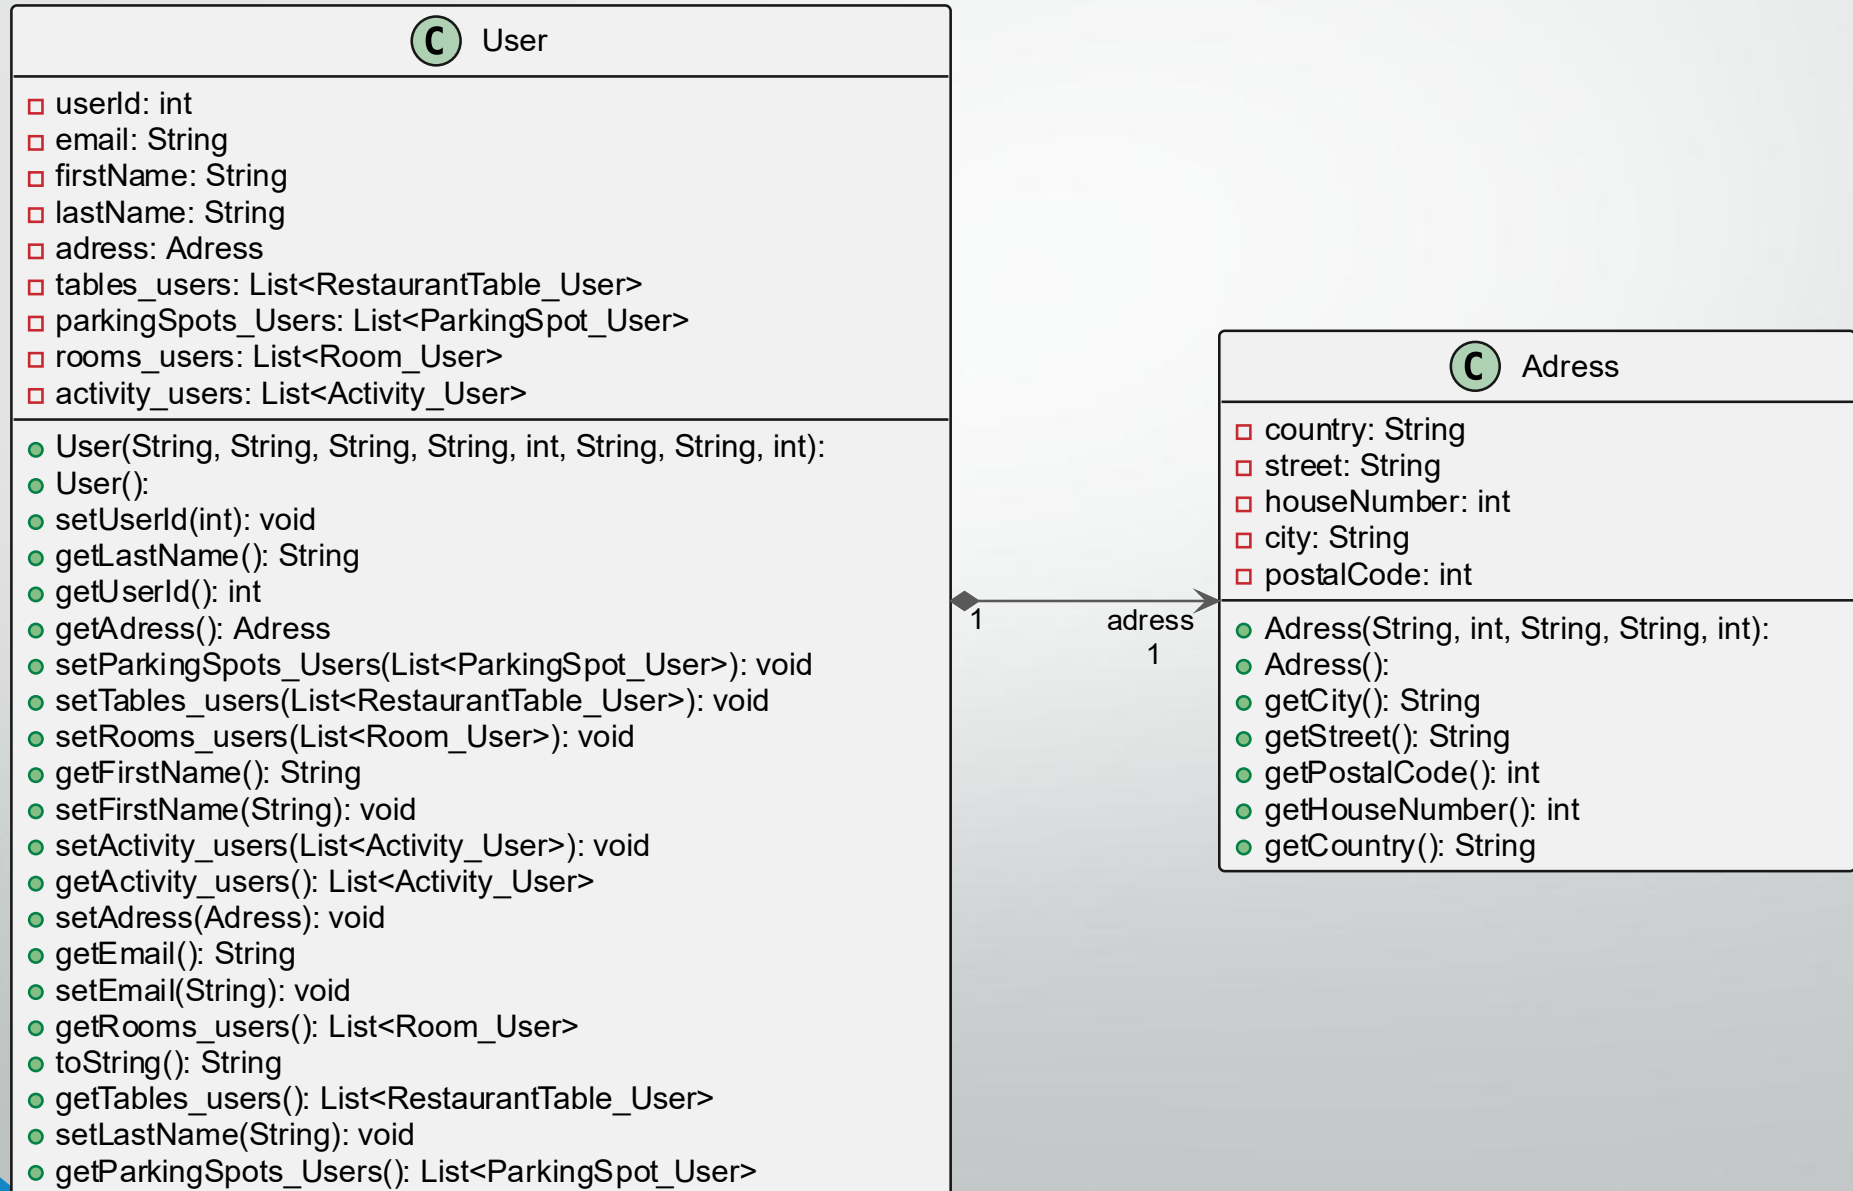 C User
userId: int
email: String
firstName: String
lastName: String
adress: Adress
tables_users: List<RestaurantTable_User>
parkingSpots_Users: List<ParkingSpot_User>
rooms_users: List<Room_User>
activity_users: List<Activity_User>
User(String, String, String, String, int, String, String, int):
User():
setUserId(int): void
getLastName(): String
getUserId(): int
getAdress(): Adress
setParkingSpots_Users(List<ParkingSpot_User>): void
setTables_users(List<RestaurantTable_User>): void
setRooms_users(List<Room_User>): void
getFirstName(): String
setFirstName(String): void
setActivity_users(List<Activity_User>): void
getActivity_users(): List<Activity_User>
setAdress(Adress): void
getEmail(): String
setEmail(String): void
getRooms_users(): List<Room_User>
toString(): String
getTables_users(): List<RestaurantTable_User>
setLastName(String): void
getParkingSpots_Users(): List<ParkingSpot_User>
1
adress
1
C Adress
country: String
street: String
houseNumber: int
city: String
postalCode: int
Adress(String, int, String, String, int):
Adress():
getCity(): String
getStreet(): String
getPostalCode(): int
getHouseNumber(): int
getCountry(): String